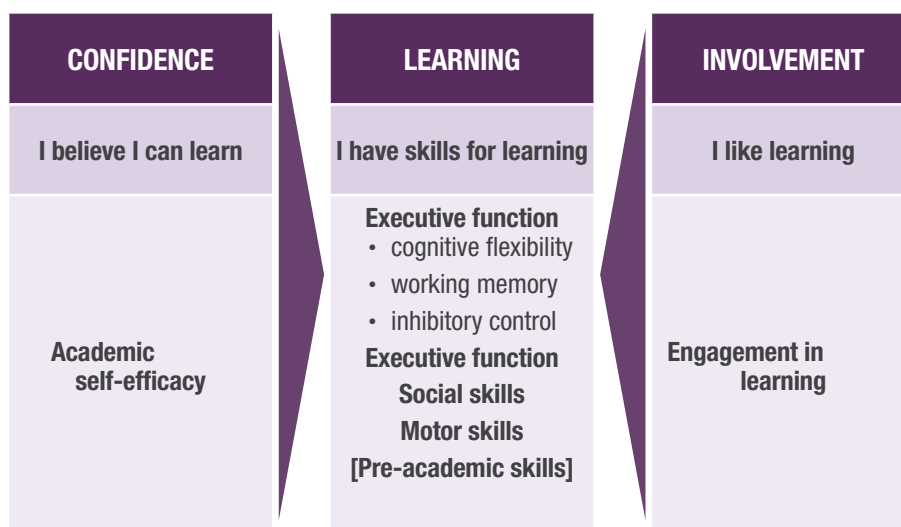 CONFIDENCE
I believe I can learn
Academic
self-efficacy
LEARNING
I have skills for learning
Executive function
• cognitive flexibility
• working memory
• inhibitory control
Executive function
Social skills
Motor skills
[Pre-academic skills]
INVOLVEMENT
I like learning
Engagement in
learning